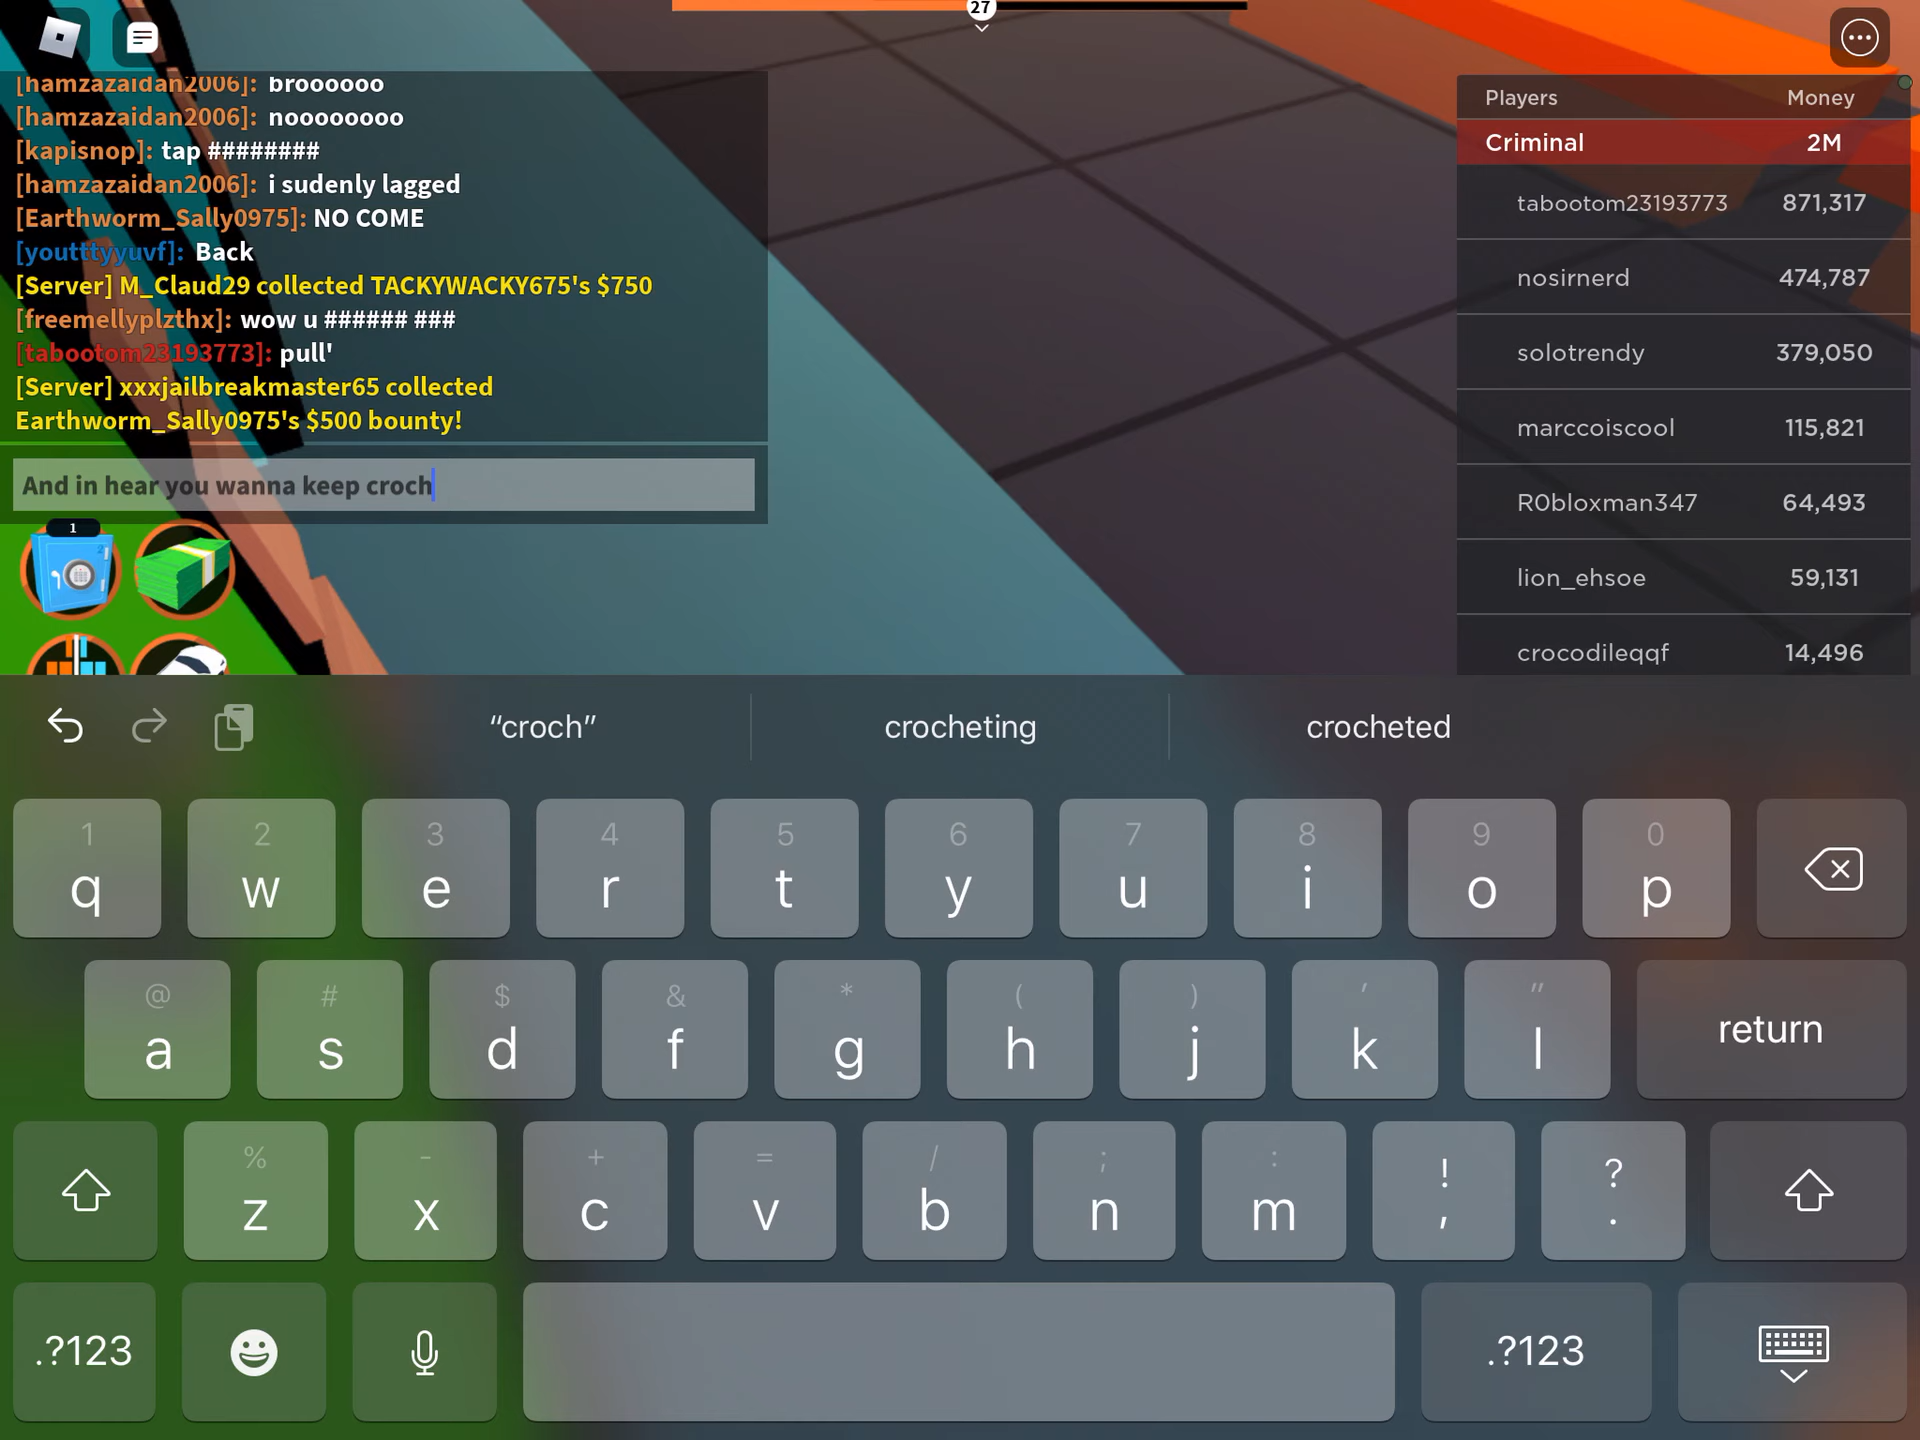 27
[hamzazaidan2006]: broooooo
[hamzazaidan2006]: noooooooo
[kapisnop]: tap ########
[hamzazaidan2006]: i sudenly lagged
[Earthworm_Sally0975]: NO COME
[youtttyyuvf]: Back
[Server] M_Claud29 collected TACKYWACKY675's $750
[freemellyplzthx]: wow u ###### ###
[tabootom23193773]: pull'
[Server] xxxjailbreakmaster65 collected
Earthworm_Sally0975's $500 bounty!
And in hear you wanna keep croch
1
Players Money
Criminal 2M
tabootom23193773 871,317
nosirnerd 474,787
solotrendy 379,050
marccoiscool 115,821
R0bloxman347 64,493
lion_ehsoe 59,131
crocodileqqf 14,496
“croch” crocheting crocheted
1 2 3 4 5 6 7 8 9 0
q w e r t y u i o p
@ # $ & * ( ) ' "
a s d f g h j k l return
% - + = / ; : ! ?
z x c v b n m , .
.?123 .?123